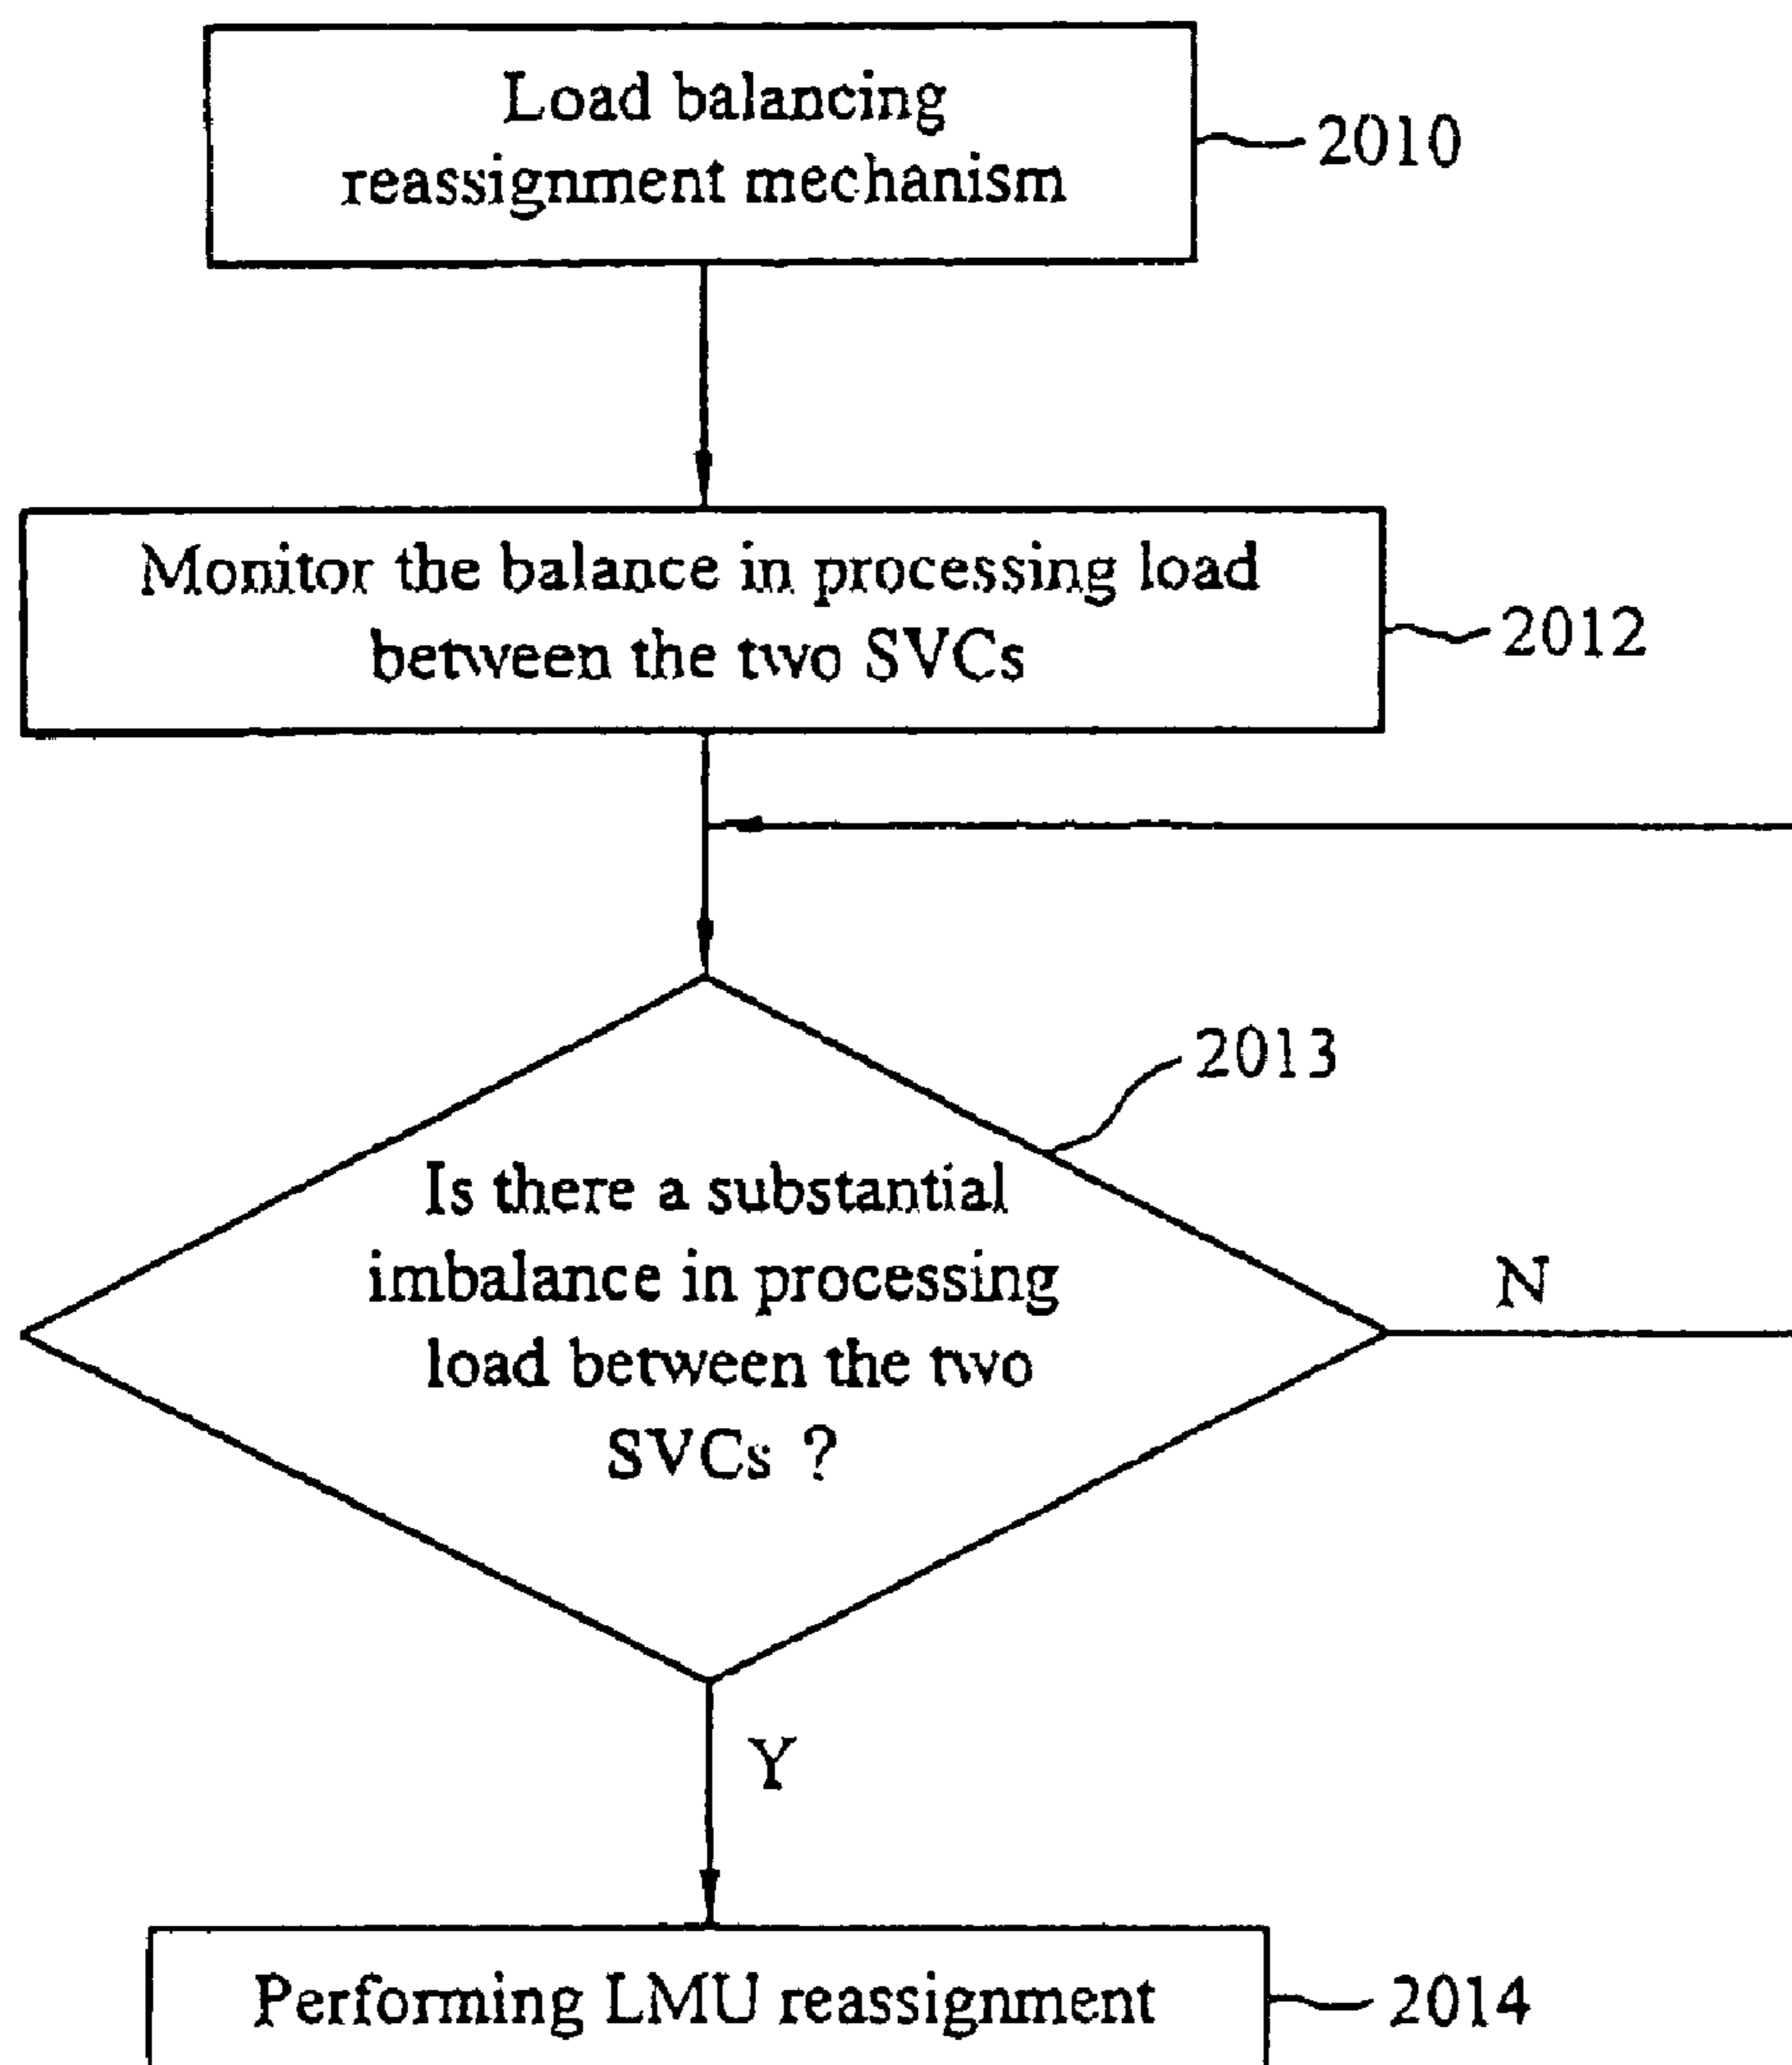 Load balancing
reassignment mechanism
2010
Monitor the balance in processing load
between the two SVCs
2012
2013
Is there a substantial
imbalance in processing
load between the two
SVCs ?
N
Y
Performing LMU reassignment
2014